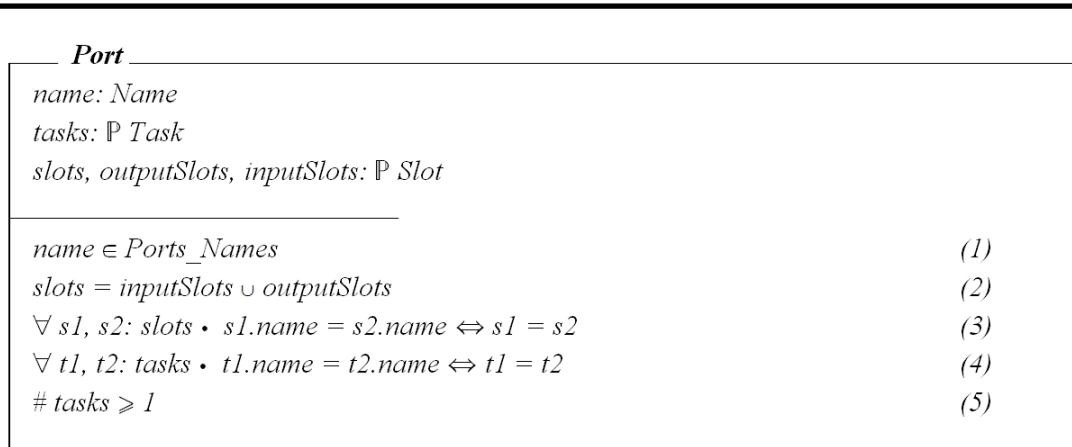 Port
name: Name
tasks: ℙ Task
slots, outputSlots, inputSlots: ℙ Slot
name ∈ Ports_Names (1)
slots = inputSlots ∪ outputSlots (2)
∀ s1, s2: slots • s1.name = s2.name ⇔ s1 = s2 (3)
∀ t1, t2: tasks • t1.name = t2.name ⇔ t1 = t2 (4)
# tasks ⩾ 1 (5)